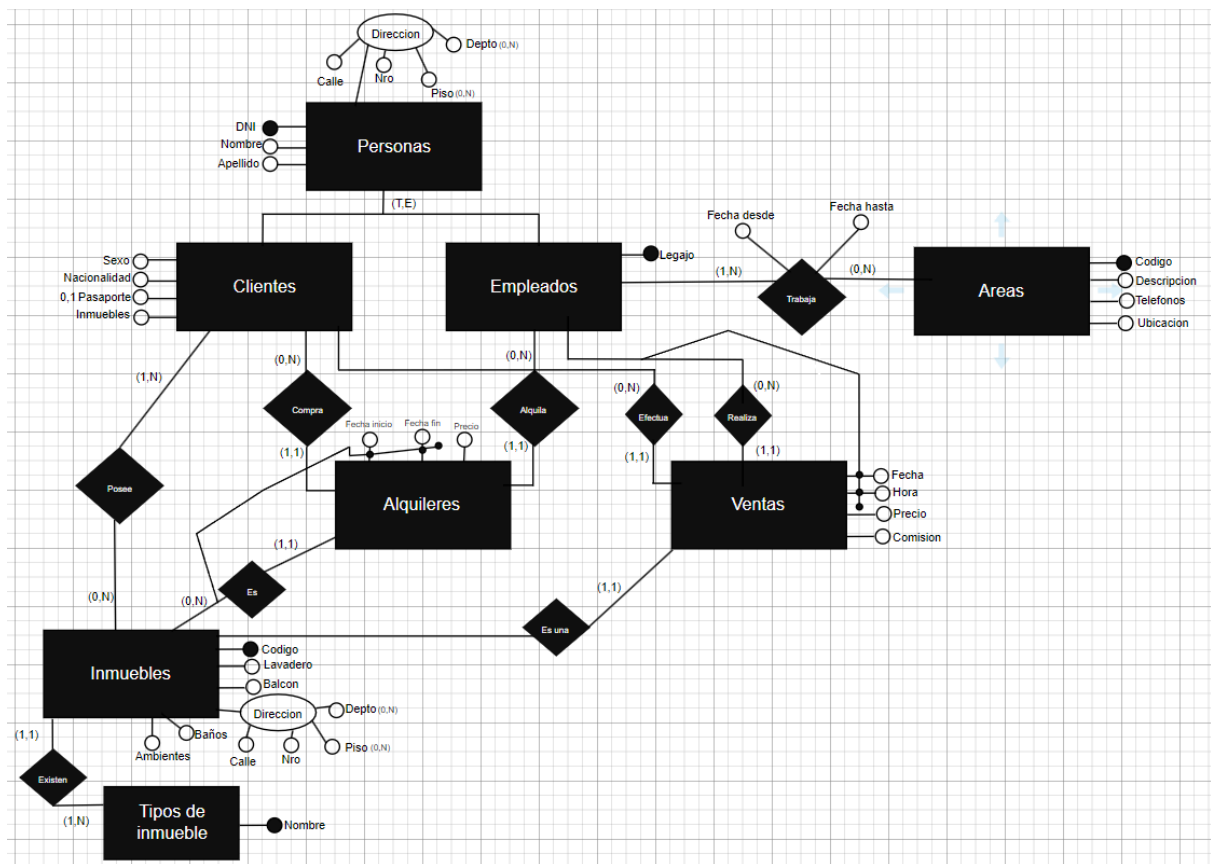 Direccion
Depto (0,N)
Calle
Nro
Piso (0,N)
DNI
Nombre
Apellido
Personas
(T,E)
Fecha desde
Fecha hasta
Sexo
Nacionalidad
0,1 Pasaporte
Inmuebles
Clientes
Empleados
Legajo
(1,N)
Trabaja
(0,N)
Areas
Codigo
Descripcion
Telefonos
Ubicacion
(1,N)
(0,N)
(0,N)
(0,N)
(0,N)
Compra
Alquila
Efectua
Realiza
Fecha inicio
Fecha fin
Precio
(1,1)
(1,1)
(1,1)
(1,1)
Posee
Alquileres
Ventas
Fecha
Hora
Precio
Comision
(1,1)
(1,1)
Es
(0,N)
(0,N)
Es una
Inmuebles
Codigo
Lavadero
Balcon
Direccion
Depto (0,N)
Baños
Ambientes
Calle
Nro
Piso (0,N)
(1,1)
Existen
(1,N)
Tipos de
inmueble
Nombre